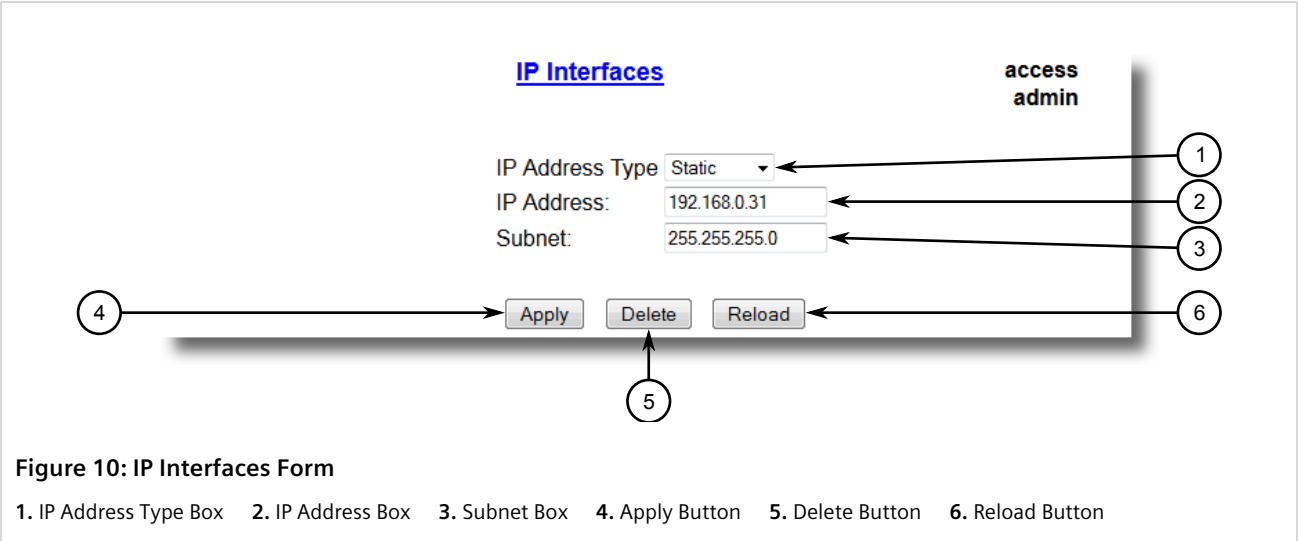 IP Interfaces
access
admin
IP Address Type Static
1
IP Address: 192.168.0.31
2
Subnet: 255.255.255.0
3
4
Apply Delete Reload
6
5
Figure 10: IP Interfaces Form
1. IP Address Type Box 2. IP Address Box 3. Subnet Box 4. Apply Button 5. Delete Button 6. Reload Button